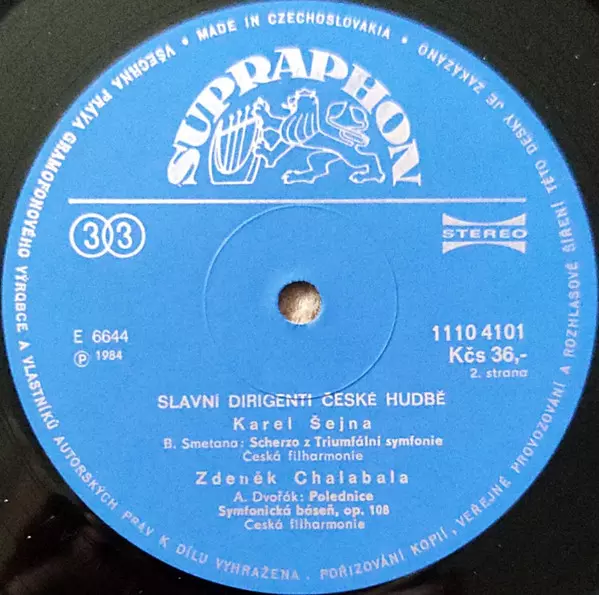 MADE IN CZECHOSLOVAKIA •
VŠECHNA PRÁVA GRAMOFONOVÉHO VÝROBCE A VLASTNÍKŮ AUTORSKÝCH PRÁV K DÍLU VYHRAŽENA. POŘIZOVÁNÍ KOPIÍ, VEŘEJNÉ PROVOZOVÁNÍ A ROZHLASOVÉ ŠÍŘENÍ TÉTO DESKY JE ZAKÁZÁNO •
SUPRAPHON
33
STEREO
E 6644
℗ 1984
1110 4101
Kčs 36,-
2. strana
SLAVNÍ DIRIGENTI ČESKÉ HUDBĚ
Karel Šejna
B. Smetana: Scherzo z Triumfální symfonie
Česká filharmonie
Zdeněk Chalabala
A. Dvořák: Polednice
Symfonická báseň, op. 108
Česká filharmonie